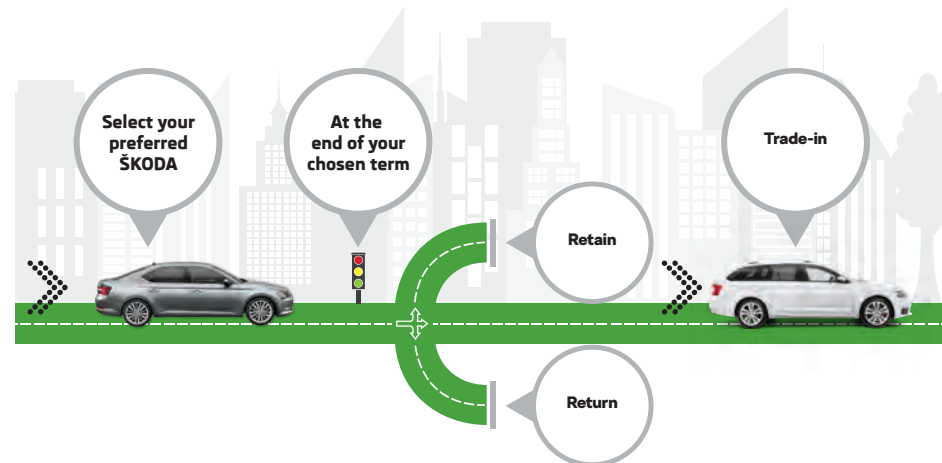 Select your
preferred
ŠKODA
At the
end of your
chosen term
Trade-in
Retain
Return